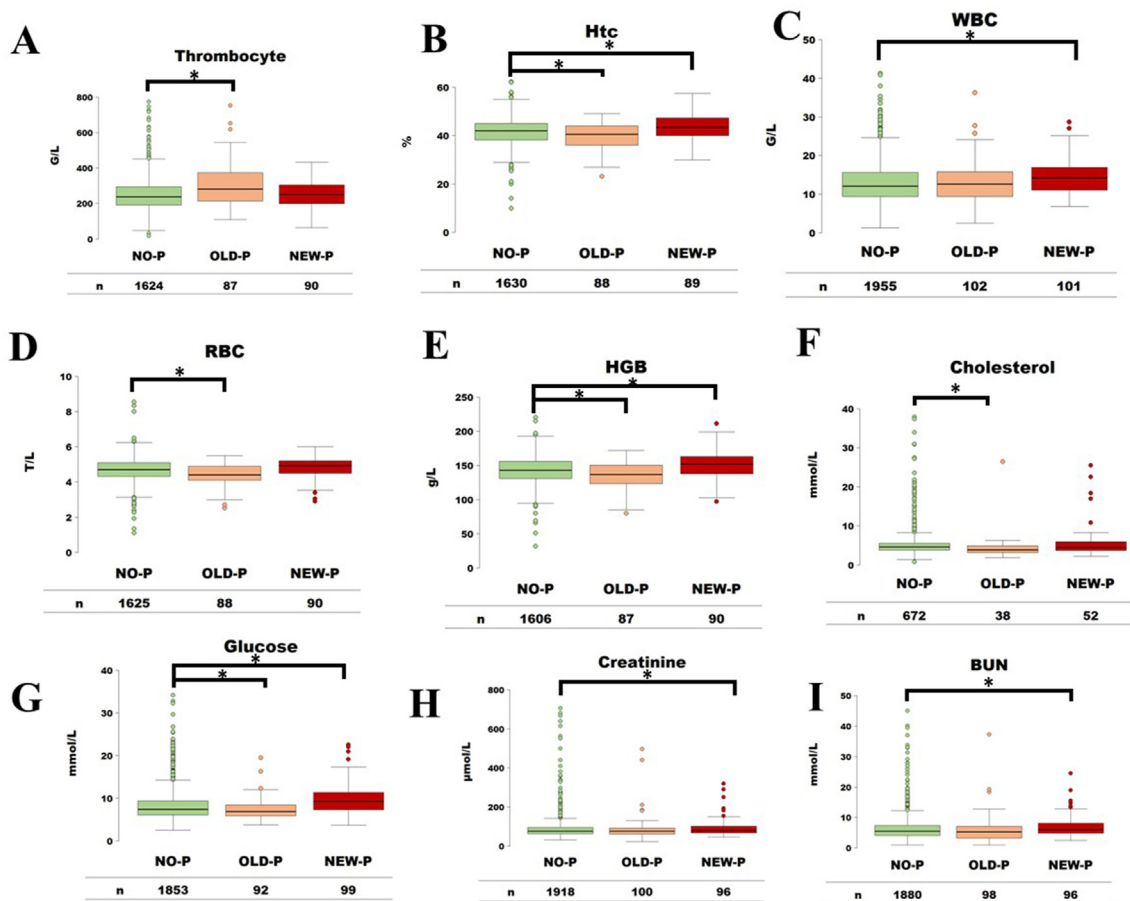 A
Thrombocyte
*
800
600
400
200
0
G/L
NO-P OLD-P NEW-P
n 1624 87 90
B
Htc
*
*
60
40
20
0
%
NO-P OLD-P NEW-P
n 1630 88 89
C
WBC
*
50
40
30
20
10
0
G/L
NO-P OLD-P NEW-P
n 1955 102 101
D
RBC
*
10
8
6
4
2
0
T/L
NO-P OLD-P NEW-P
n 1625 88 90
E
HGB
*
*
250
200
150
100
50
0
g/L
NO-P OLD-P NEW-P
n 1606 87 90
F
Cholesterol
*
40
30
20
10
0
mmol/L
NO-P OLD-P NEW-P
n 672 38 52
G
Glucose
*
*
40
30
20
10
0
mmol/L
NO-P OLD-P NEW-P
n 1853 92 99
H
Creatinine
*
800
600
400
200
0
µmol/L
NO-P OLD-P NEW-P
n 1918 100 96
I
BUN
*
50
40
30
20
10
0
mmol/L
NO-P OLD-P NEW-P
n 1880 98 96